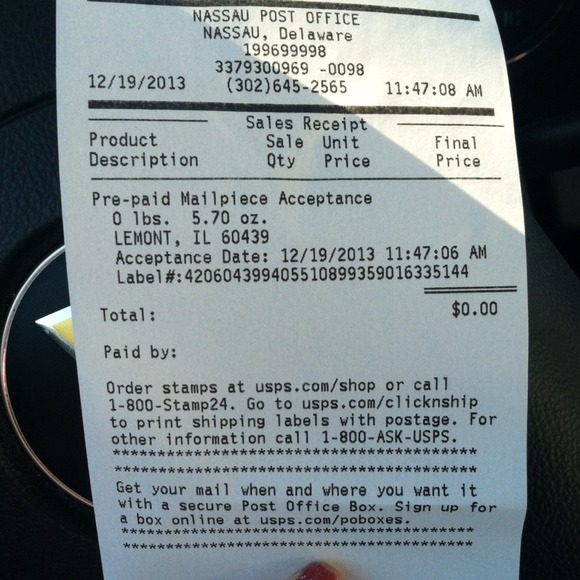 NASSAU POST OFFICE
NASSAU, Delaware
199699998
3379300969 -0098
12/19/2013 (302)645-2565 11:47:08 AM
Sales Receipt
Product Sale Unit Final
Description Qty Price Price
Pre-paid Mailpiece Acceptance
0 lbs. 5.70 oz.
LEMONT, IL 60439
Acceptance Date: 12/19/2013 11:47:06 AM
Label#:420604399405510899359016335144
Total: $0.00
Paid by:
Order stamps at usps.com/shop or call
1-800-Stamp24. Go to usps.com/clicknship
to print shipping labels with postage. For
other information call 1-800-ASK-USPS.
*****************************************
*****************************************
Get your mail when and where you want it
with a secure Post Office Box. Sign up for
a box online at usps.com/poboxes.
*****************************************
*****************************************